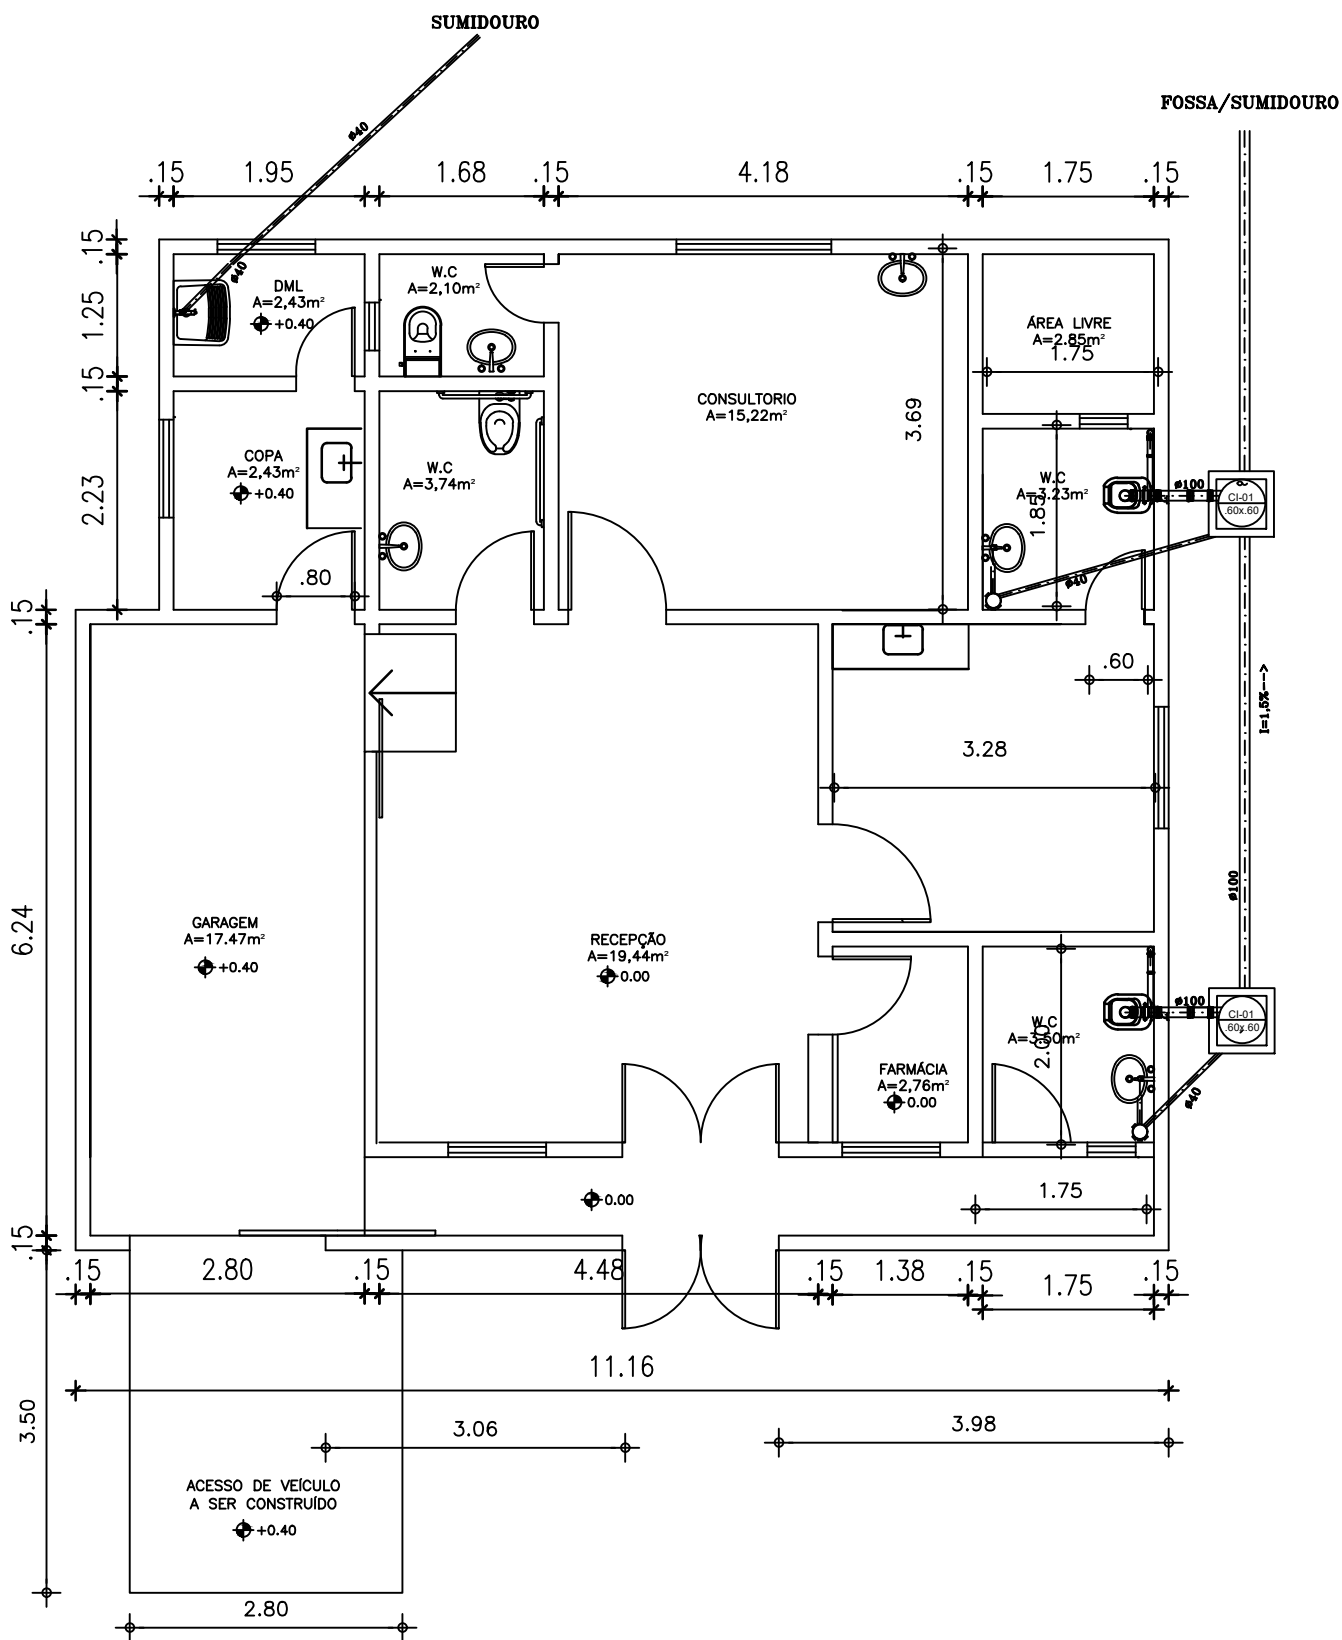 SUMIDOURO
FOSSA/SUMIDOURO
ø40
.15
1.95
1.68
.15
4.18
.15
1.75
.15
.15
1.25
.15
2.23
.15
6.24
.15
3.50
ø40
DML
A=2,43m²
+0.40
W.C
A=2,10m²
ÁREA LIVRE
A=2.85m²
1.75
CONSULTORIO
A=15,22m²
3.69
COPA
A=2,43m²
+0.40
W.C
A=3,74m²
W.C
A=3.23m²
1.85
ø100
CI-01
.60x.60
ø40
.80
.60
I=1,5%-->
3.28
ø100
GARAGEM
A=17.47m²
+0.40
RECEPÇÃO
A=19,44m²
0.00
W.C
A=3.50m²
2.00
ø100
CI-01
.60x.60
ø40
FARMÁCIA
A=2,76m²
0.00
0.00
1.75
.15
2.80
.15
4.48
.15
1.38
.15
1.75
.15
11.16
3.06
3.98
ACESSO DE VEÍCULO
A SER CONSTRUÍDO
+0.40
2.80